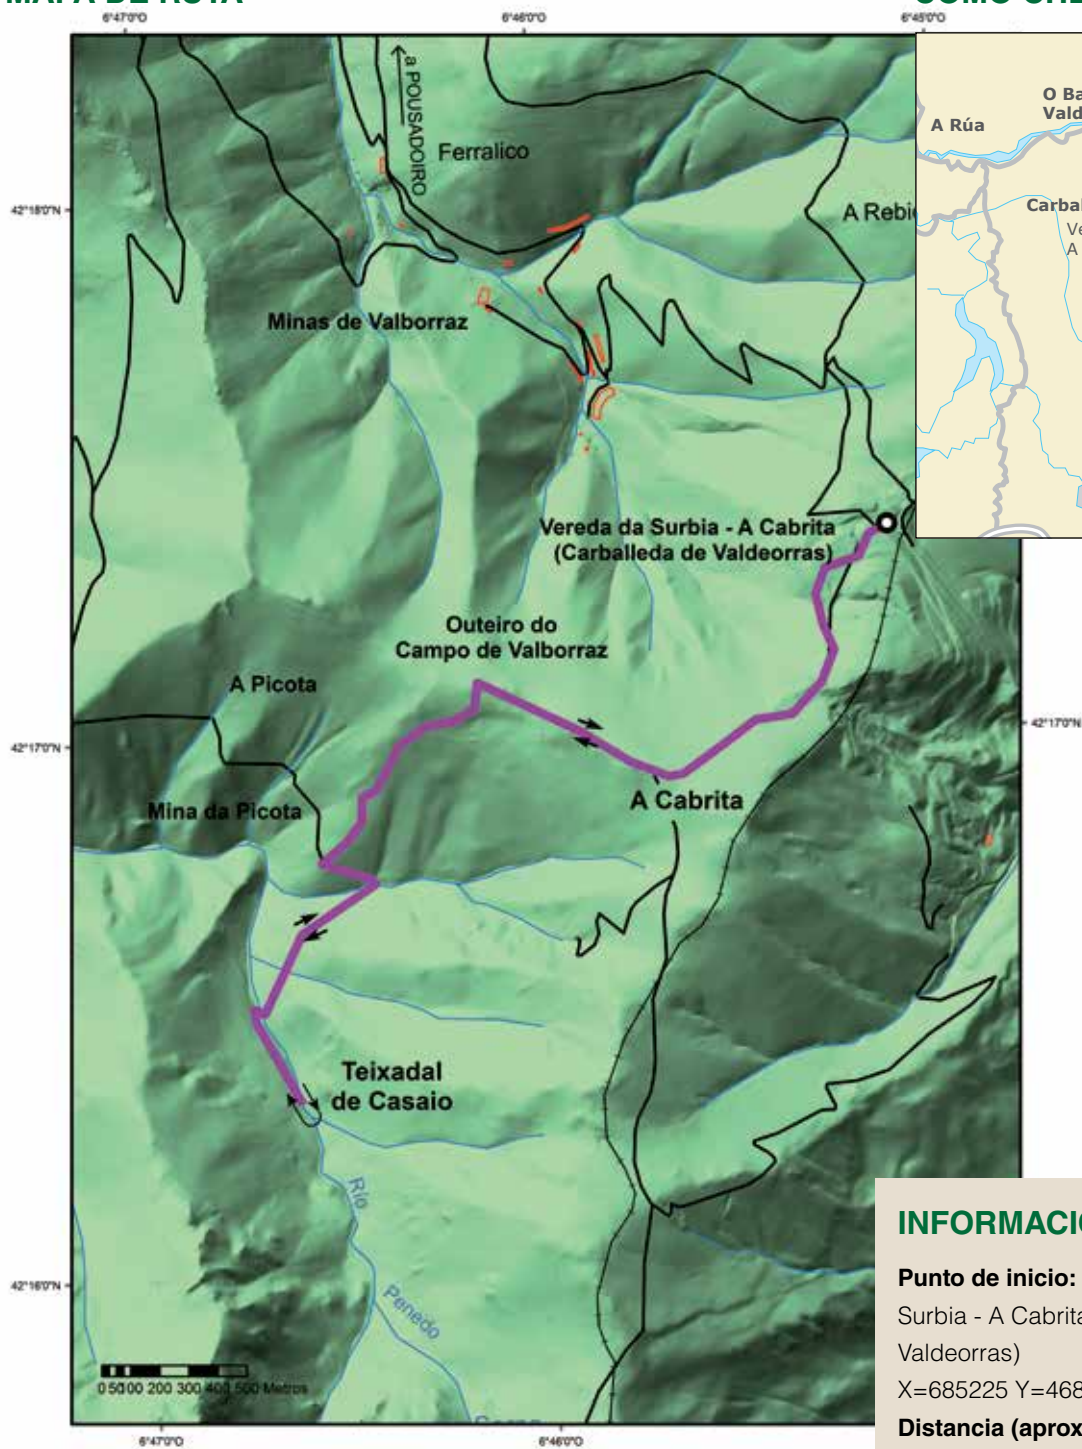 MAPA DE RUTA
6°47'0"O
6°46'0"O
6°45'0"O
a POUSADOIRO
Ferralico
A Rúa
O Ba
Vald
Carbal
Ve
A
42°18'0"N
A Rebi
Minas de Valborraz
Vereda da Surbia - A Cabrita
(Carballeda de Valdeorras)
Outeiro do
Campo de Valborraz
A Picota
42°17'0"N
42°17'0"N
Mina da Picota
A Cabrita
Teixadal
de Casaio
Río
Penedo
42°16'0"N
0 50 100 200 300 400 500 Metros
6°47'0"O
6°46'0"O
INFORMACIÓ
Punto de inicio:
Surbia - A Cabrita
Valdeorras)
X=685225 Y=468
Distancia (aprox